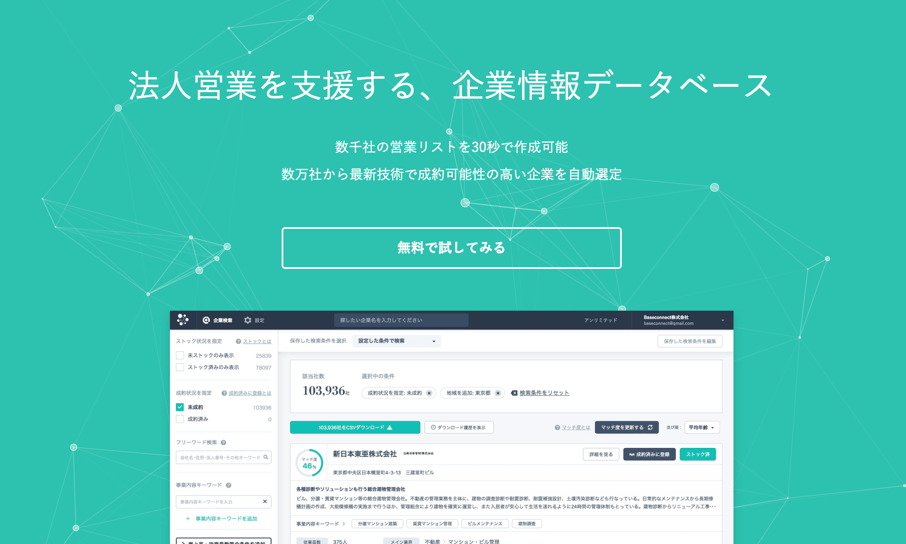 法人営業を支援する、企業情報データベース
数千社の営業リストを30秒で作成可能
数万社から最新技術で成約可能性の高い企業を自動選定
無料で試してみる
企業検索 設定 探したい企業名を入力してください アンリミテッド Baseconnect株式会社
baseconnect@gmail.com
ストック状況を指定 ストックとは
未ストックのみ表示 25938
ストック済みのみ表示 78097
成約状況を指定 成約済みに登録とは
未成約 103936
成約済み 0
フリーワード検索
会社名・住所・法人番号・その他キーワード
事業内容キーワード
事業内容キーワードを入力
+ 事業内容キーワードを追加
保存した検索条件を選択 設定した条件で検索 保存した検索条件を編集
該当社数 選択中の条件
103,936社 成約状況を指定: 未成約 地域を追加: 東京都 検索条件をリセット
103,936社をCSVダウンロード ダウンロード履歴を表示 マッチ度とは マッチ度を更新する 並び順: 平均年齢
マッチ度
46%
新日本東亜株式会社 詳細を見る 成約済みに登録 ストック済
東京都中央区日本橋室町4-3-13 三蔵室町ビル
各種診断やソリューションも行う総合建物管理会社
ビル、分譲・賃貸マンション等の総合建物管理会社。不動産の管理業務を主体に、建物の調査診断や耐震診断、耐震補強設計、土壌汚染診断なども行なっている。日常的なメンテナンスから長期修
繕計画の作成、大規模修繕の実施まで行うほか、管理組合により建物を確実に運営し、また入居者が安心して生活を送れるように24時間の管理体制もとっている。建物診断からリニューアル工事…
事業内容キーワード 分譲マンション建築 賃貸マンション管理 ビルメンテナンス 建物調査
従業員数 375人 メイン業界 不動産 > マンション・ビル管理